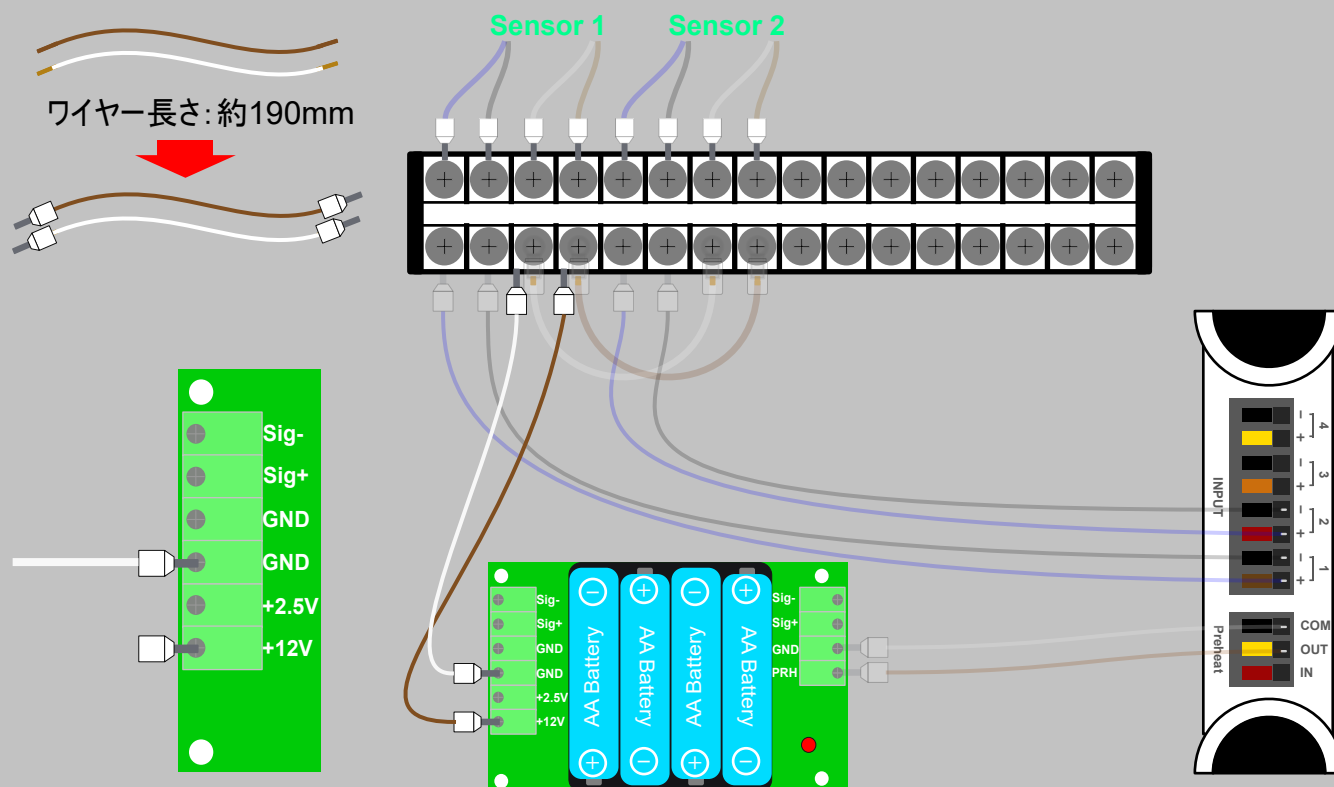 Sensor 1
Sensor 2
ワイヤー長さ：約190mm
Sig-
Sig+
GND
GND
+2.5V
+12V
Sig-
Sig+
GND
GND
+2.5V
+12V
AA Battery
AA Battery
AA Battery
AA Battery
Sig-
Sig+
GND
PRH
INPUT
- 4
+
- 3
+
- 2
+
- 1
+
Preheat
COM
OUT
IN